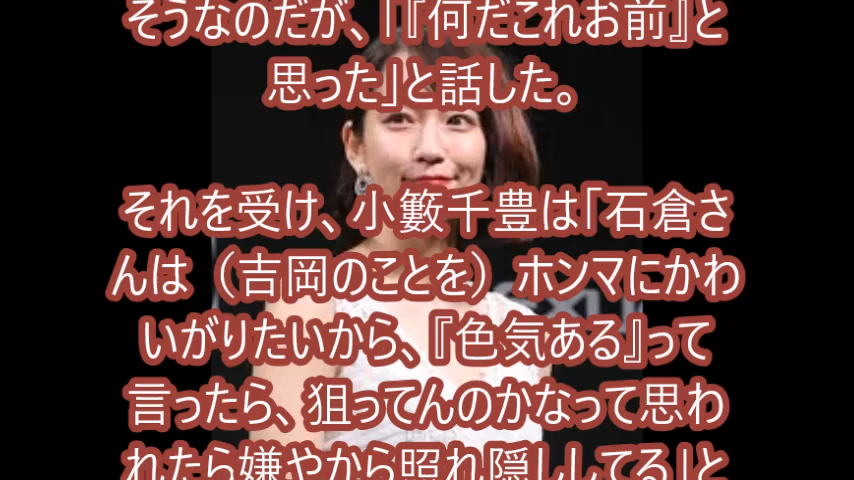 そうなのだが、「『何だこれお前』と
思った」と話した。
それを受け、小籔千豊は「石倉さ
んは（吉岡のことを）ホンマにかわ
いがりたいから、『色気ある』って
言ったら、狙ってんのかなって思わ
れたら嫌やから照れ隠ししてる」と